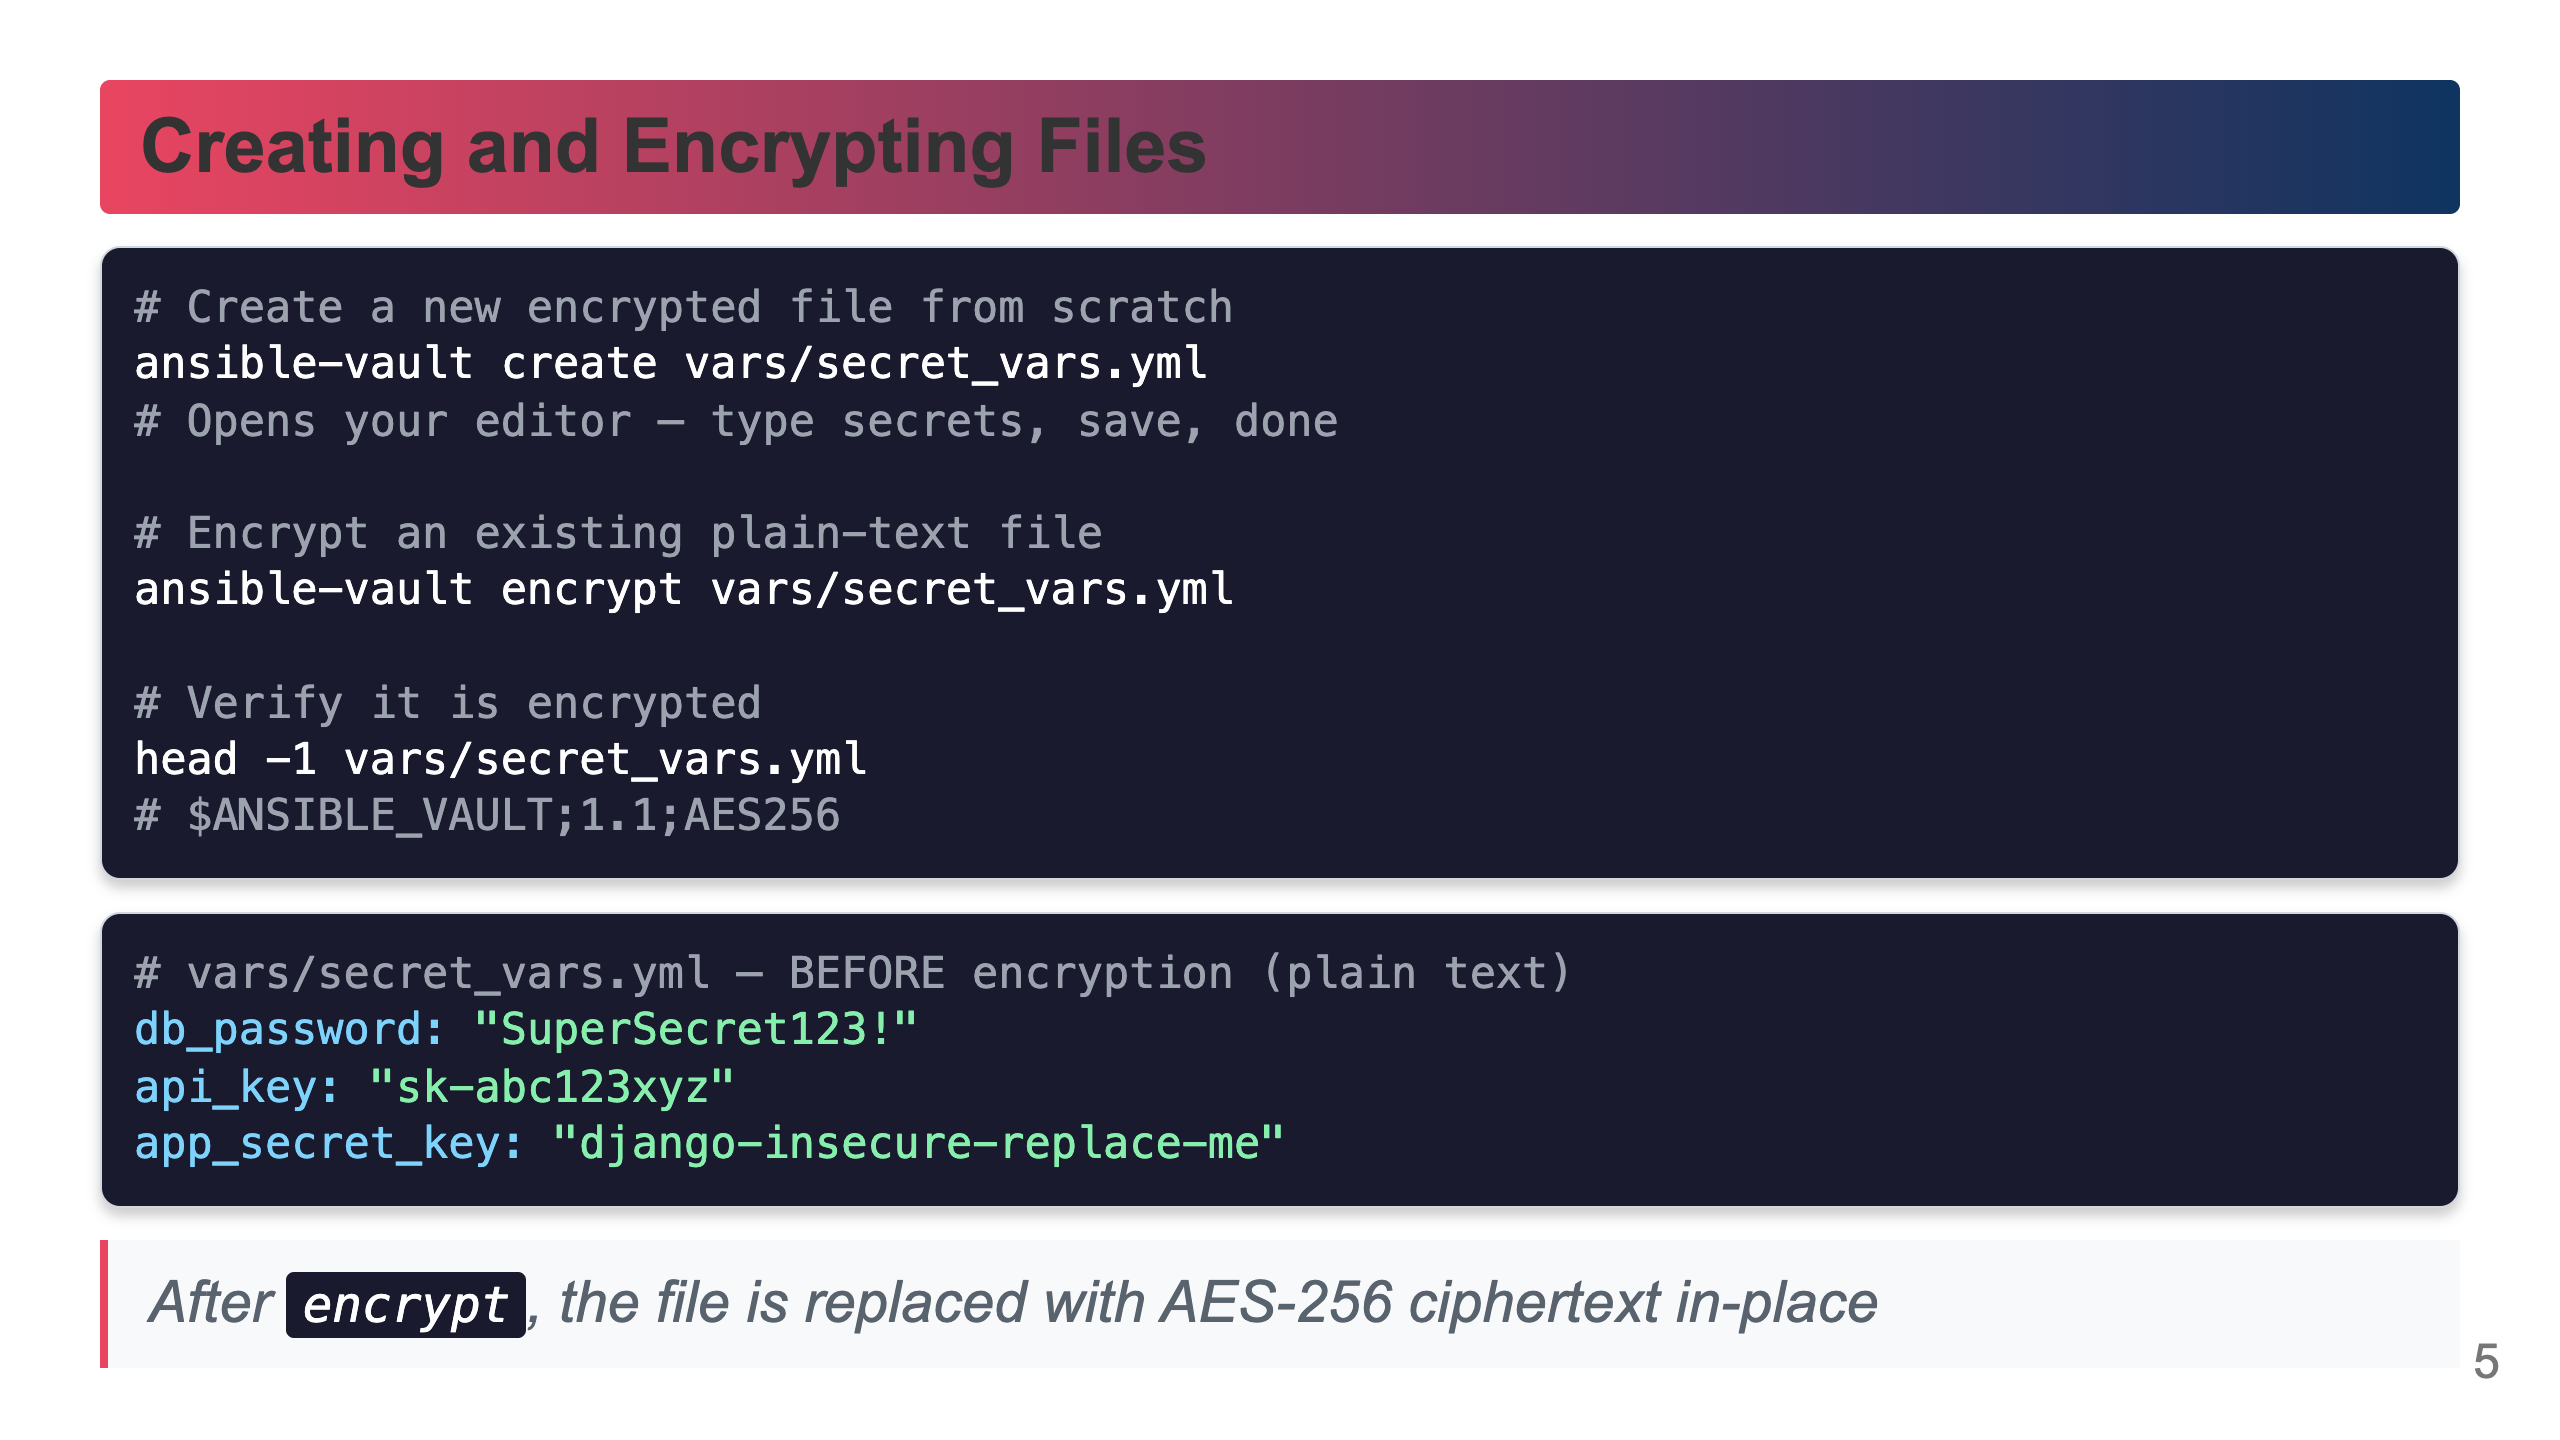 Creating and Encrypting Files
# Create a new encrypted file from scratch
ansible-vault create vars/secret_vars.yml
# Opens your editor — type secrets, save, done
# Encrypt an existing plain-text file
ansible-vault encrypt vars/secret_vars.yml
# Verify it is encrypted
head -1 vars/secret_vars.yml
# $ANSIBLE_VAULT;1.1;AES256
# vars/secret_vars.yml — BEFORE encryption (plain text)
db_password: "SuperSecret123!"
api_key: "sk-abc123xyz"
app_secret_key: "django-insecure-replace-me"
After encrypt, the file is replaced with AES-256 ciphertext in-place
5